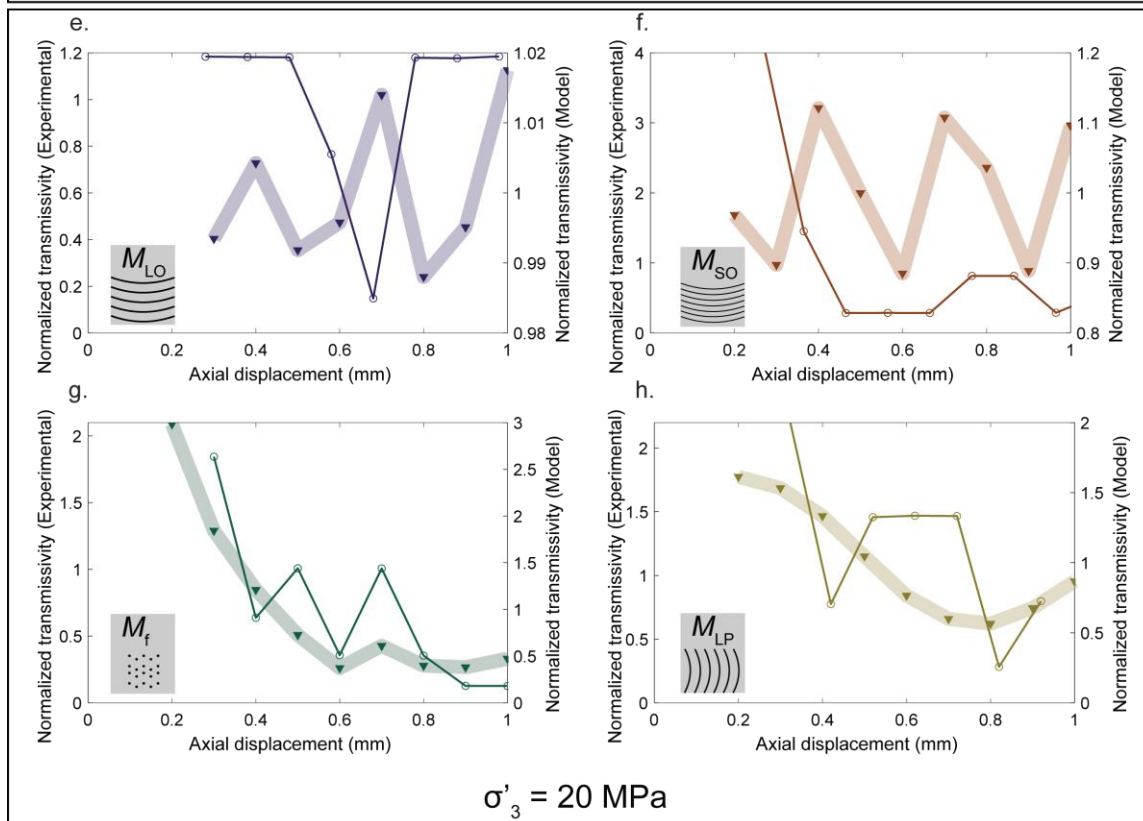 e.
f.
Normalized transmissivity (Experimental)
1.2
1
0.8
0.6
0.4
0.2
0
1.02
1.01
1
0.99
0.98
Normalized transmissivity (Model)
M_LO
0 0.2 0.4 0.6 0.8 1
Axial displacement (mm)
Normalized transmissivity (Experimental)
4
3
2
1
0
1.2
1.1
1
0.9
0.8
Normalized transmissivity (Model)
M_SO
0 0.2 0.4 0.6 0.8 1
Axial displacement (mm)
g.
h.
Normalized transmissivity (Experimental)
2
1.5
1
0.5
0
3
2.5
2
1.5
1
0.5
0
Normalized transmissivity (Model)
M_f
0 0.2 0.4 0.6 0.8 1
Axial displacement (mm)
Normalized transmissivity (Experimental)
2
1.5
1
0.5
0
2
1.5
1
0.5
0
Normalized transmissivity (Model)
M_LP
0 0.2 0.4 0.6 0.8 1
Axial displacement (mm)
σ'₃ = 20 MPa